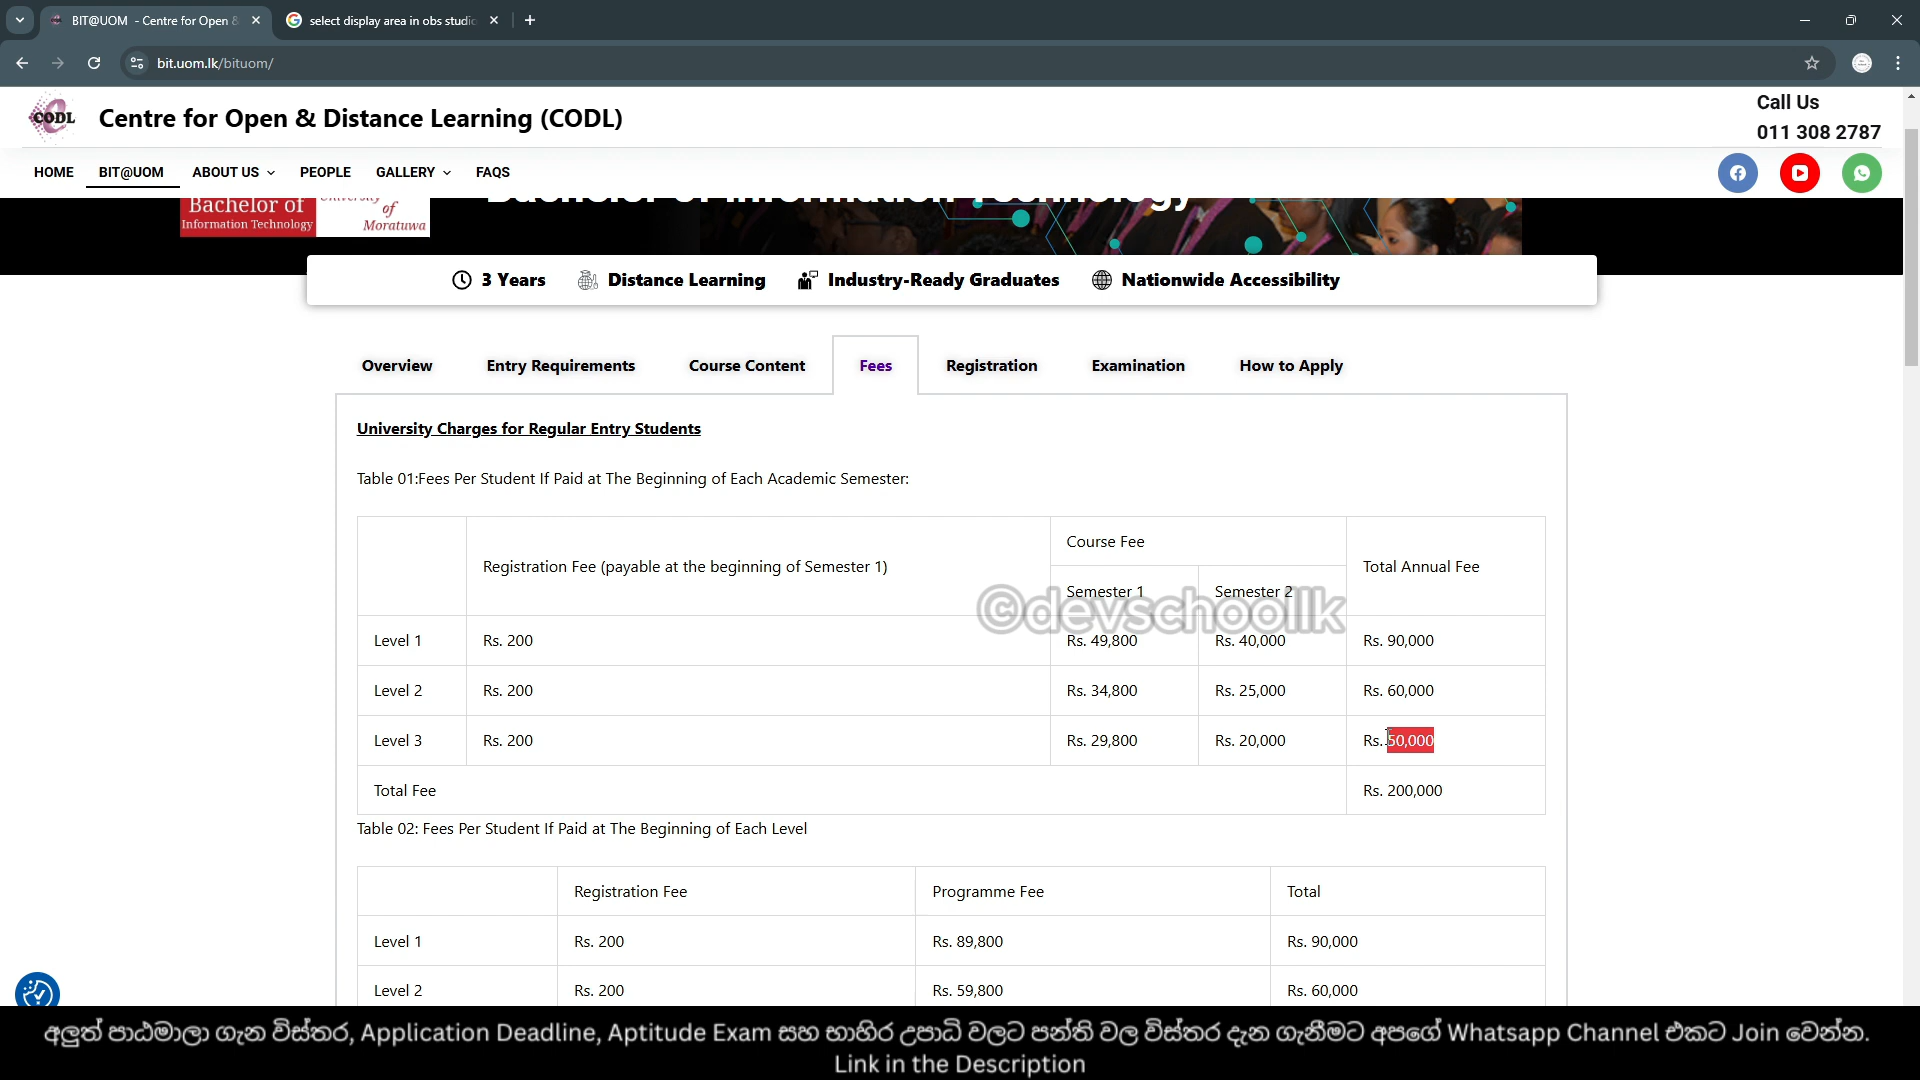 BIT@UOM - Centre for Open &
select display area in obs studio
bit.uom.lk/bituom/
CODL
Centre for Open & Distance Learning (CODL)
Call Us
011 308 2787
HOME
BIT@UOM
ABOUT US
PEOPLE
GALLERY
FAQS
Bachelor of
Information Technology
University
of
Moratuwa
Bachelor of Information Technology
3 Years
Distance Learning
Industry-Ready Graduates
Nationwide Accessibility
Overview
Entry Requirements
Course Content
Fees
Registration
Examination
How to Apply
University Charges for Regular Entry Students
Table 01:Fees Per Student If Paid at The Beginning of Each Academic Semester:
Registration Fee (payable at the beginning of Semester 1)
Course Fee
Total Annual Fee
Semester 1
Semester 2
©devschoollk
Level 1
Rs. 200
Rs. 49,800
Rs. 40,000
Rs. 90,000
Level 2
Rs. 200
Rs. 34,800
Rs. 25,000
Rs. 60,000
Level 3
Rs. 200
Rs. 29,800
Rs. 20,000
Rs. 50,000
Total Fee
Rs. 200,000
Table 02: Fees Per Student If Paid at The Beginning of Each Level
Registration Fee
Programme Fee
Total
Level 1
Rs. 200
Rs. 89,800
Rs. 90,000
Level 2
Rs. 200
Rs. 59,800
Rs. 60,000
අලුත් පාඨමාලා ගැන විස්තර, Application Deadline, Aptitude Exam සහ භාහිර උපාධි වලට පන්ති වල විස්තර දැන ගැනීමට අපගේ Whatsapp Channel එකට Join වෙන්න.
Link in the Description